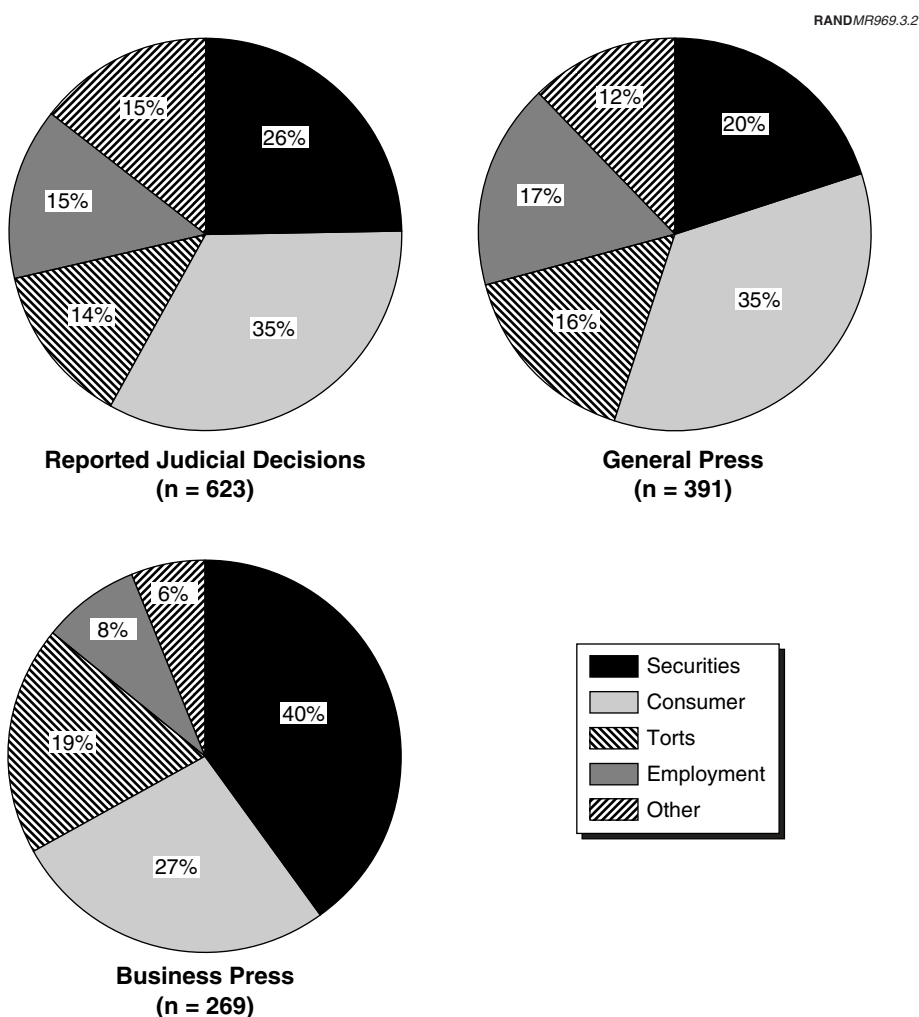 RANDMR969.3.2
15%
26%
15%
14%
35%
Reported Judicial Decisions
(n = 623)
12%
20%
17%
16%
35%
General Press
(n = 391)
6%
8%
40%
19%
27%
Business Press
(n = 269)
Securities
Consumer
Torts
Employment
Other